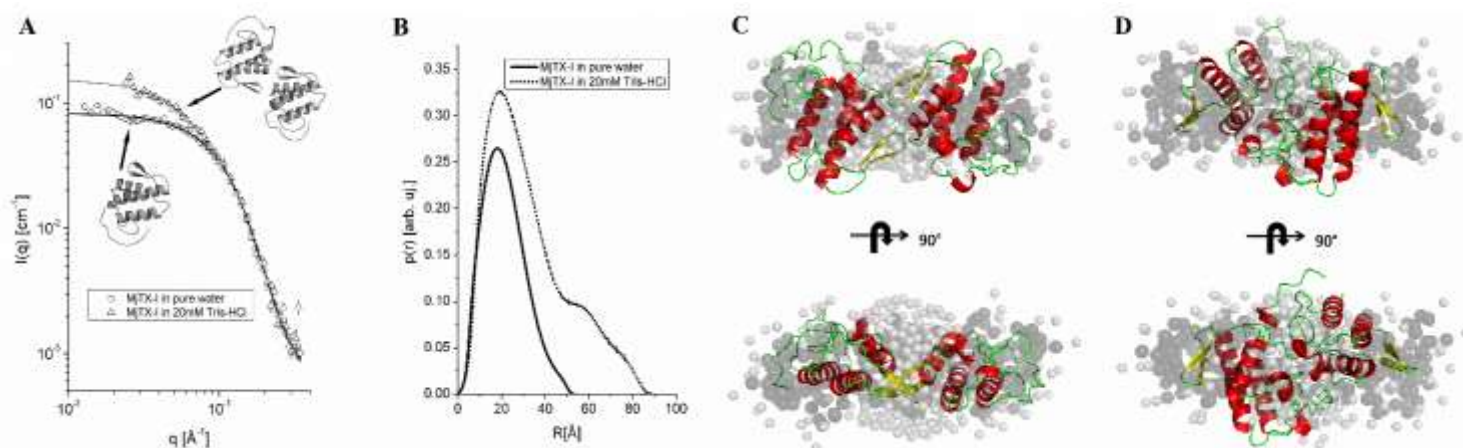 A
10⁻¹
10⁻²
10⁻³
I(q) [cm⁻¹]
MjTX-I in pure water
MjTX-I in 20mM Tris-HCl
10⁻¹
q [Å⁻¹]
B
MjTX-I in pure water
MjTX-I in 20mM Tris-HCl
0.35
0.30
0.25
0.20
0.15
0.10
0.05
0.00
p(r) [arb. uj.]
0 20 40 60 80 100
R[Å]
C
90°
D
90°